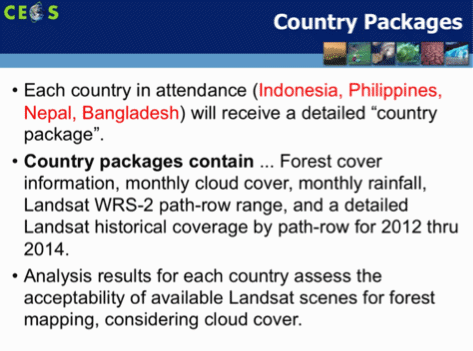 CEOS
Country Packages
• Each country in attendance (Indonesia, Philippines,
Nepal, Bangladesh) will receive a detailed “country
package”.
• Country packages contain ... Forest cover
information, monthly cloud cover, monthly rainfall,
Landsat WRS-2 path-row range, and a detailed
Landsat historical coverage by path-row for 2012 thru
2014.
• Analysis results for each country assess the
acceptability of available Landsat scenes for forest
mapping, considering cloud cover.